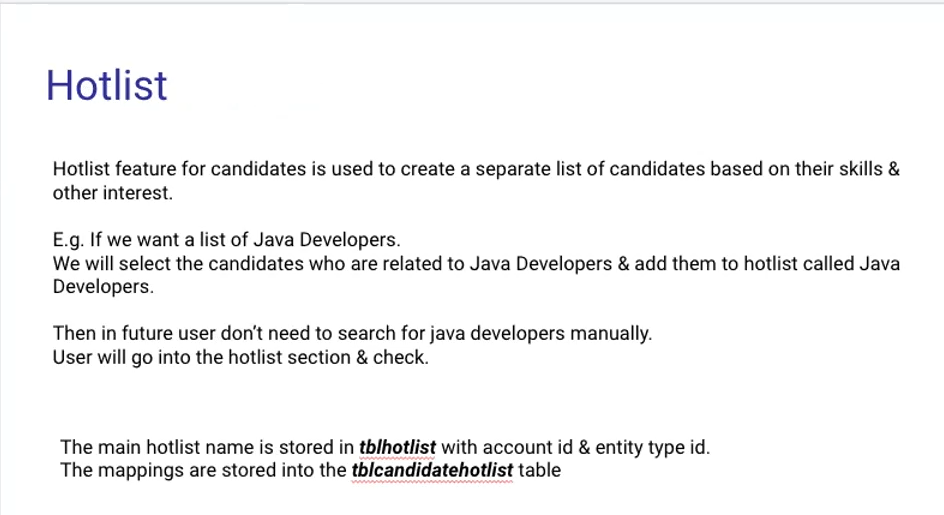 Hotlist
Hotlist feature for candidates is used to create a separate list of candidates based on their skills &
other interest.
E.g. If we want a list of Java Developers.
We will select the candidates who are related to Java Developers & add them to hotlist called Java
Developers.
Then in future user don’t need to search for java developers manually.
User will go into the hotlist section & check.
The main hotlist name is stored in tblhotlist with account id & entity type id.
The mappings are stored into the tblcandidatehotlist table